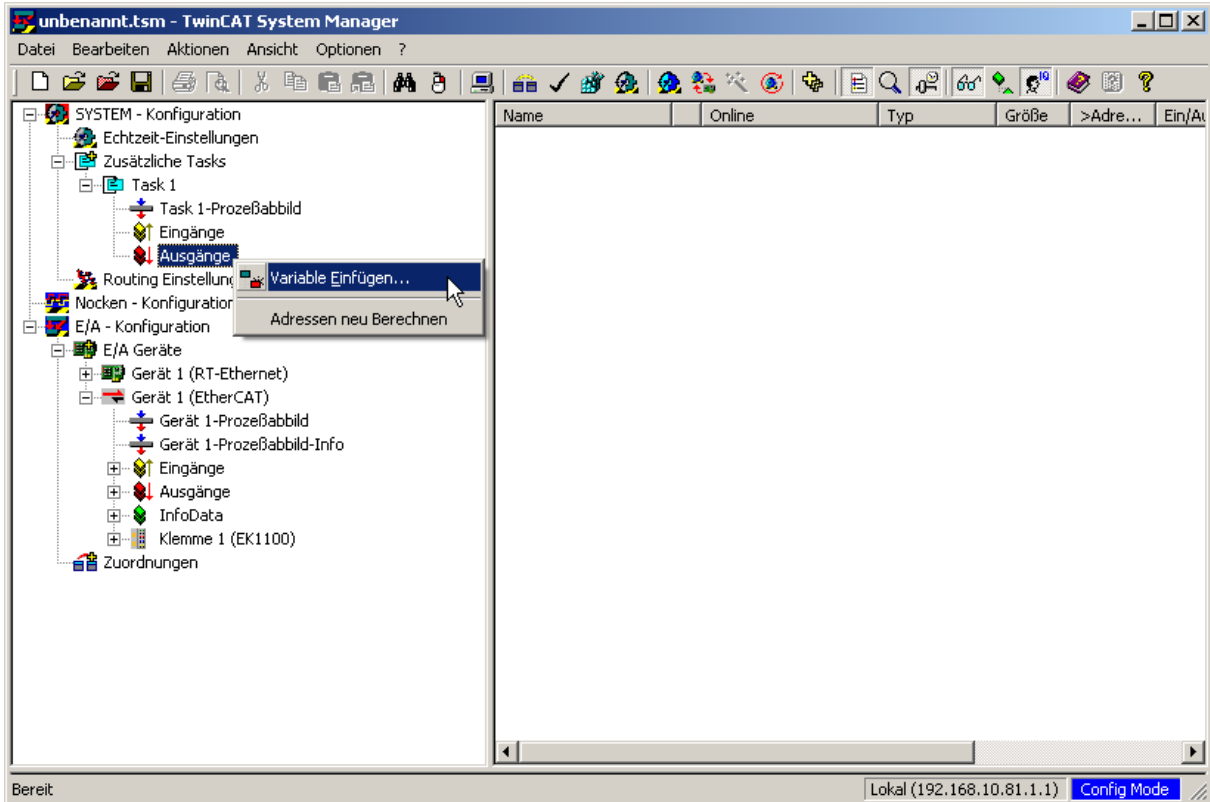 unbenannt.tsm - TwinCAT System Manager
Datei Bearbeiten Aktionen Ansicht Optionen ?
Name Online Typ Größe >Adre... Ein/Au
SYSTEM - Konfiguration
Echtzeit-Einstellungen
Zusätzliche Tasks
Task 1
Task 1-Prozeßabbild
Eingänge
Ausgänge
Variable Einfügen...
Adressen neu Berechnen
Routing Einstellung
Nocken - Konfiguration
E/A - Konfiguration
E/A Geräte
Gerät 1 (RT-Ethernet)
Gerät 1 (EtherCAT)
Gerät 1-Prozeßabbild
Gerät 1-Prozeßabbild-Info
Eingänge
Ausgänge
InfoData
Klemme 1 (EK1100)
Zuordnungen
Bereit
Lokal (192.168.10.81.1.1) Config Mode